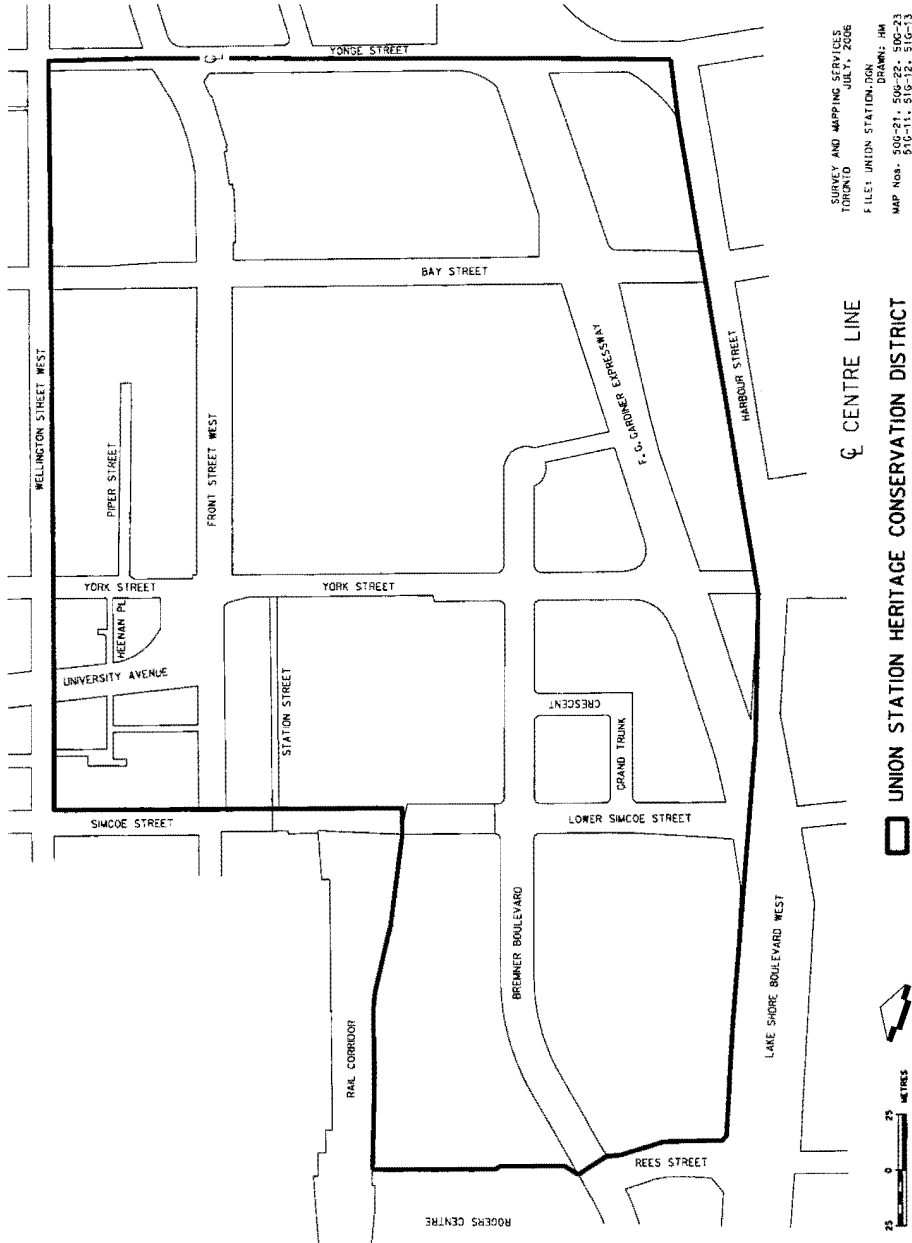 WELLINGTON STREET WEST
YONGE STREET
℄
PIPER STREET
FRONT STREET WEST
BAY STREET
YORK STREET
HEENAN PL.
UNIVERSITY AVENUE
YORK STREET
STATION STREET
F. G. GARDINER EXPRESSWAY
HARBOUR STREET
CRESCENT
GRAND TRUNK
SIMCOE STREET
LOWER SIMCOE STREET
RAIL CORRIDOR
BREMNER BOULEVARD
LAKE SHORE BOULEVARD WEST
REES STREET
ROGERS CENTRE
SURVEY AND MAPPING SERVICES
TORONTO JULY, 2006
FILE: UNION STATION.DGN
DRAWN: HM
MAP Nos. 50G-21, 50G-22, 50G-23
51G-11, 51G-12, 51G-13
℄ CENTRE LINE
UNION STATION HERITAGE CONSERVATION DISTRICT
25 0 25
METRES